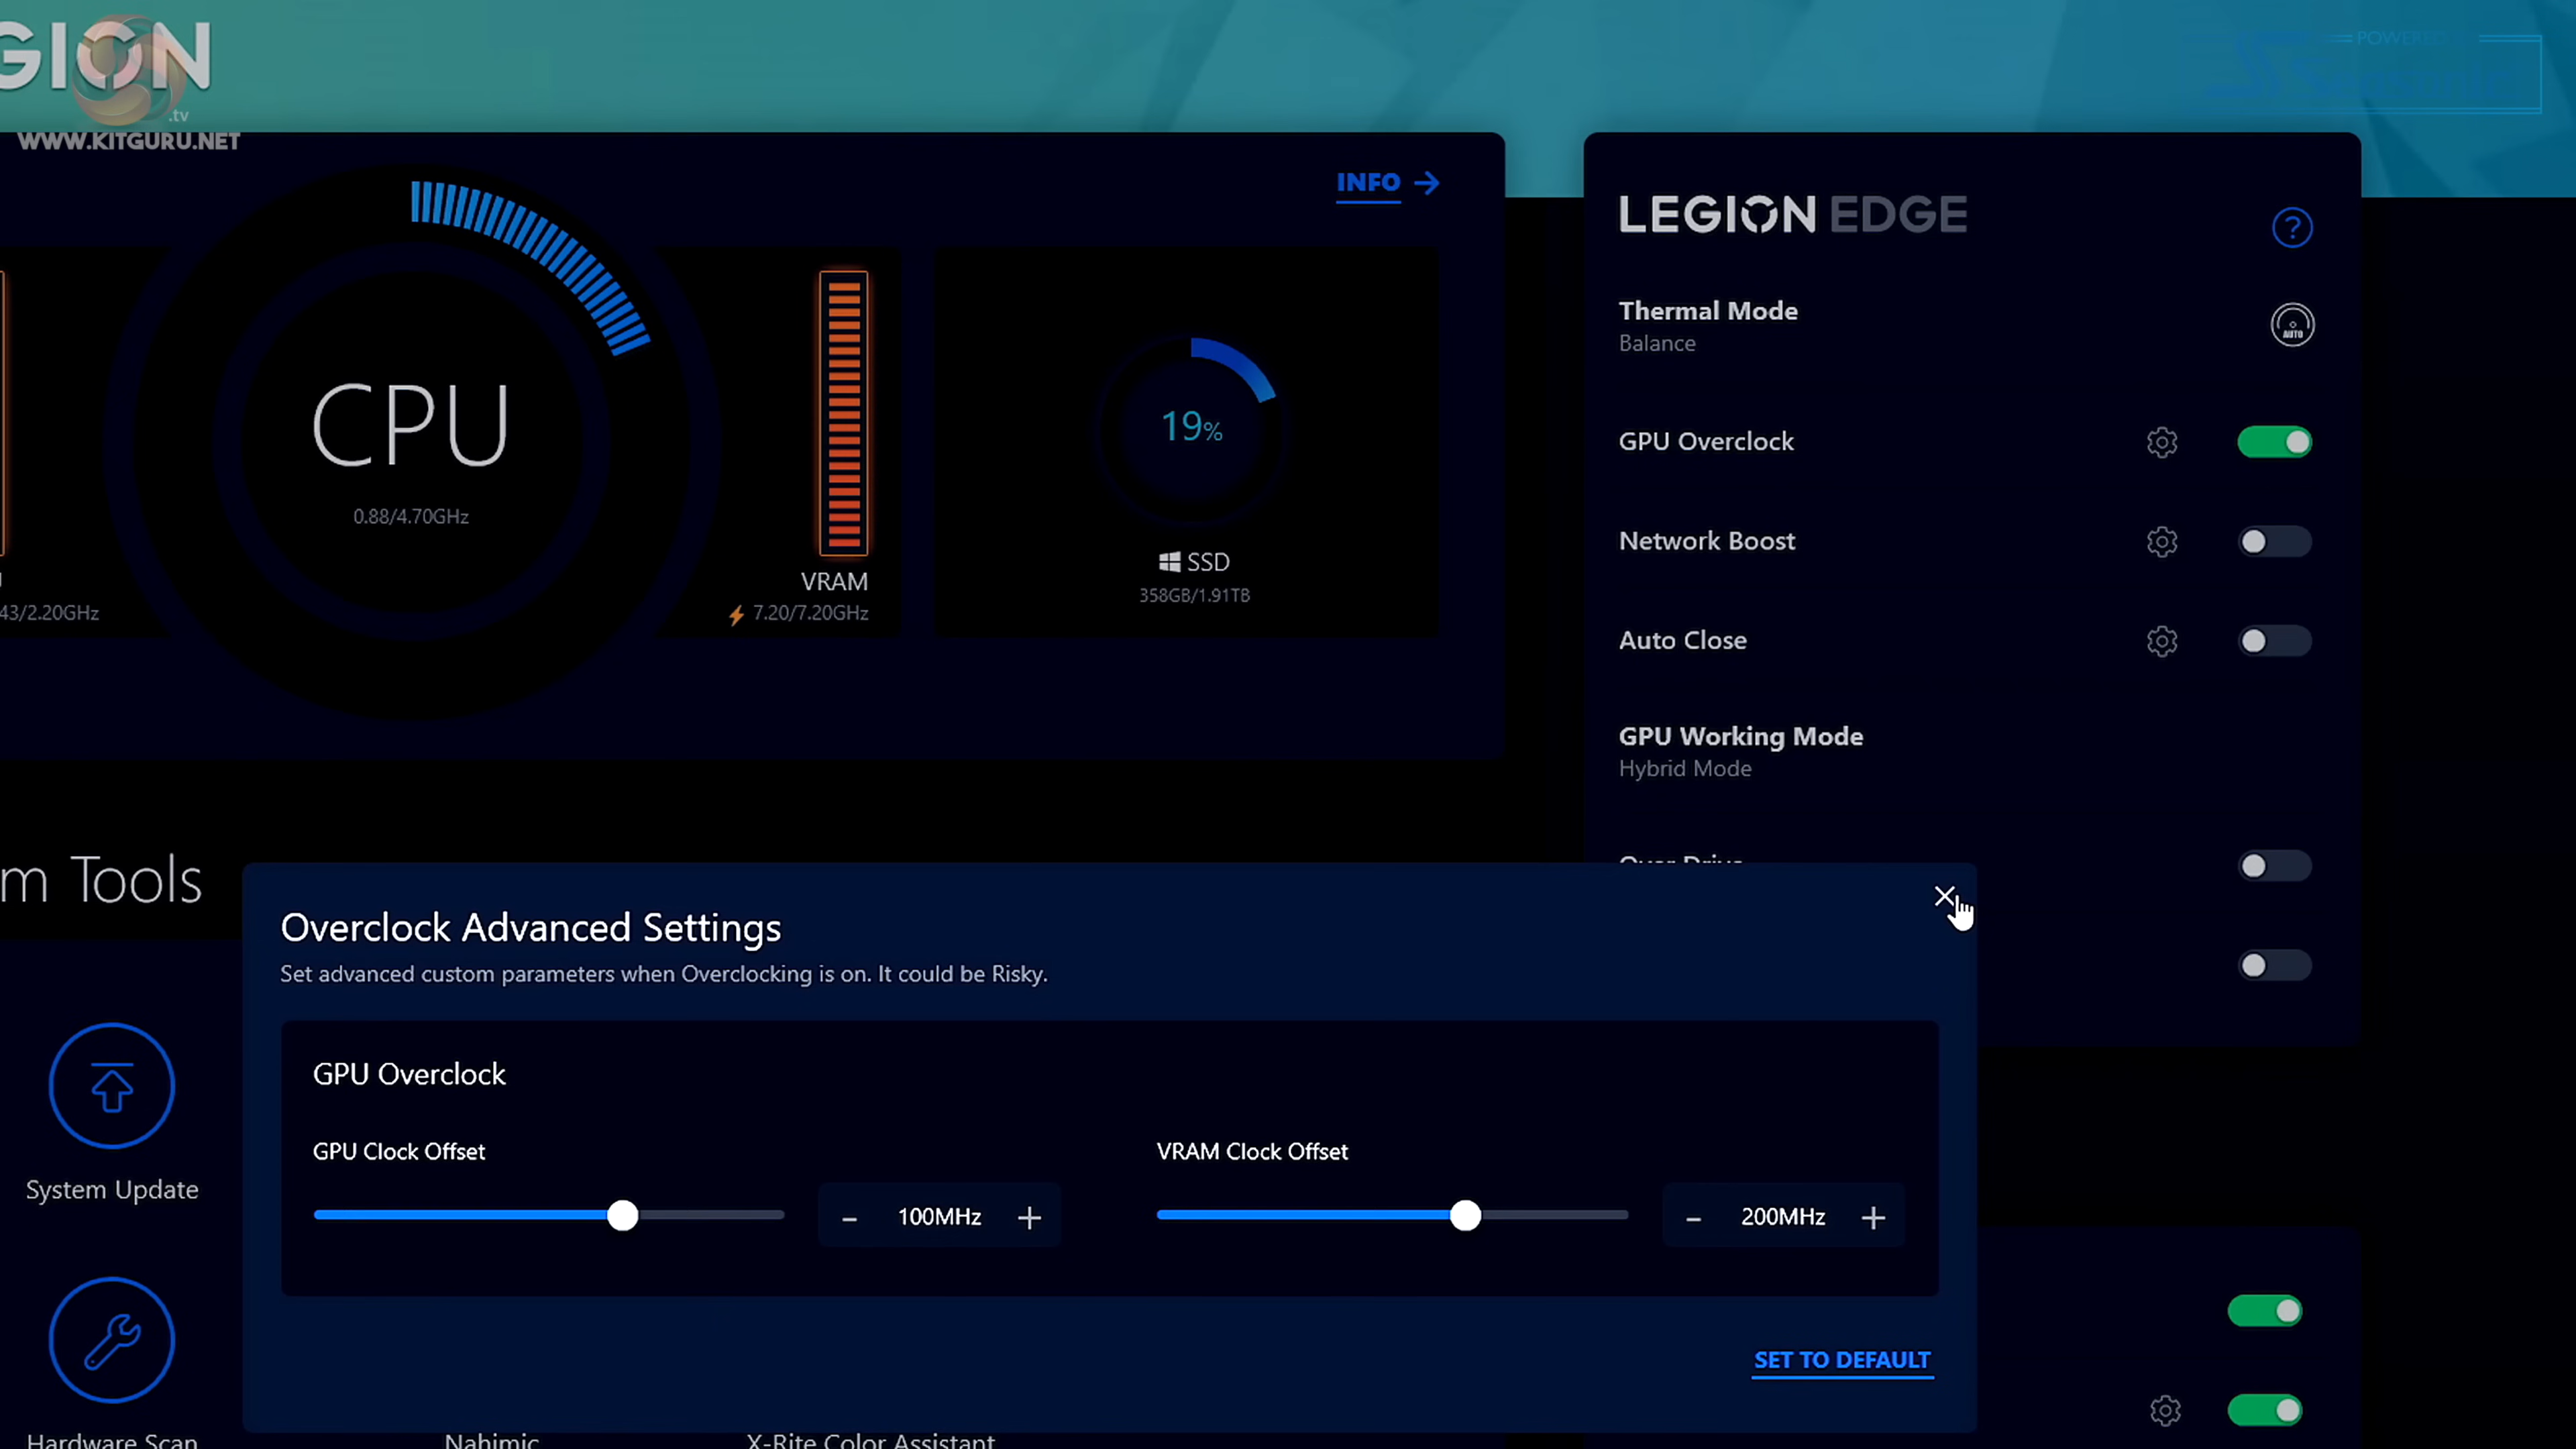 GION
.tv
WWW.KITGURU.NET
POWERED
INFO
CPU
0.88/4.70GHz
43/2.20GHz
VRAM
7.20/7.20GHz
19%
SSD
358GB/1.91TB
LEGION EDGE
?
Thermal Mode
Balance
AUTO
GPU Overclock
Network Boost
Auto Close
GPU Working Mode
Hybrid Mode
Over Drive
m Tools
System Update
Hardware Scan
Nahimic
X-Rite Color Assistant
Overclock Advanced Settings
Set advanced custom parameters when Overclocking is on. It could be Risky.
GPU Overclock
GPU Clock Offset
- 100MHz +
VRAM Clock Offset
- 200MHz +
SET TO DEFAULT